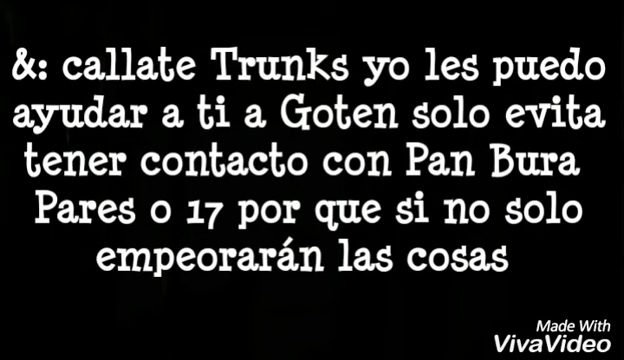 &: callate Trunks yo les puedo
ayudar a ti a Goten solo evita
tener contacto con Pan Bura
Pares o 17 por que si no solo
empeorarán las cosas
Made With
VivaVideo